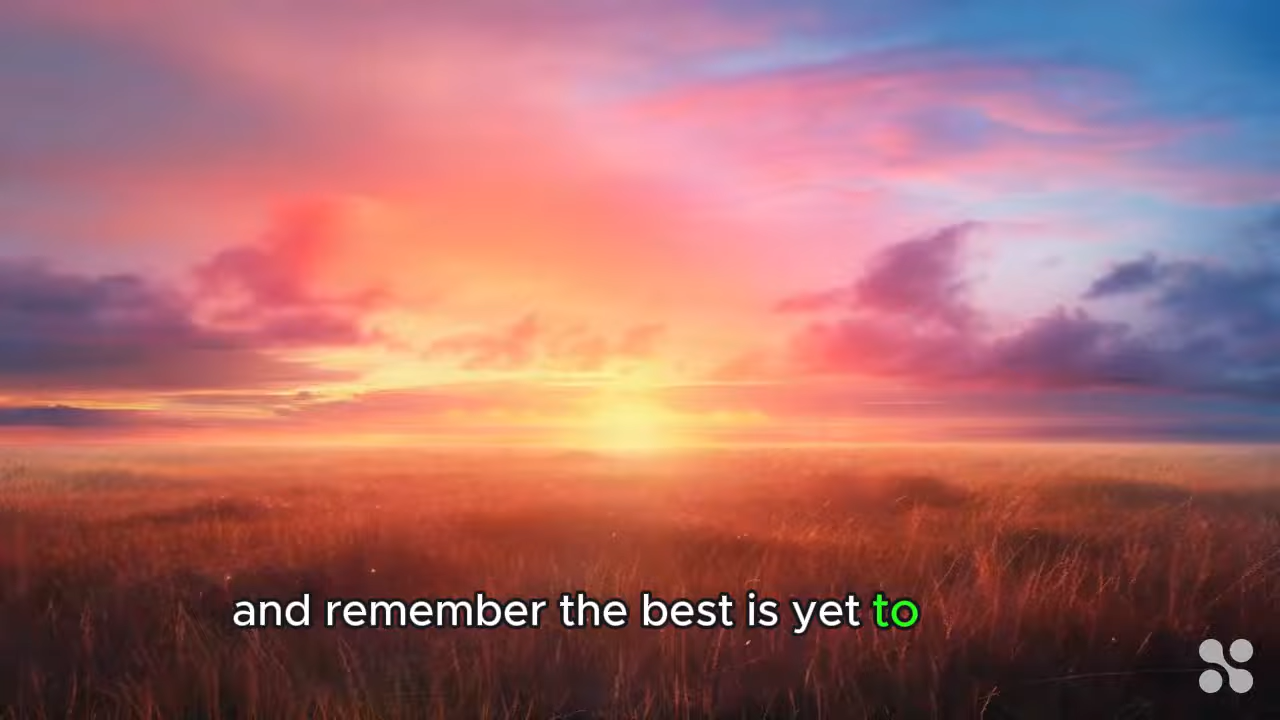 and remember the best is yet to